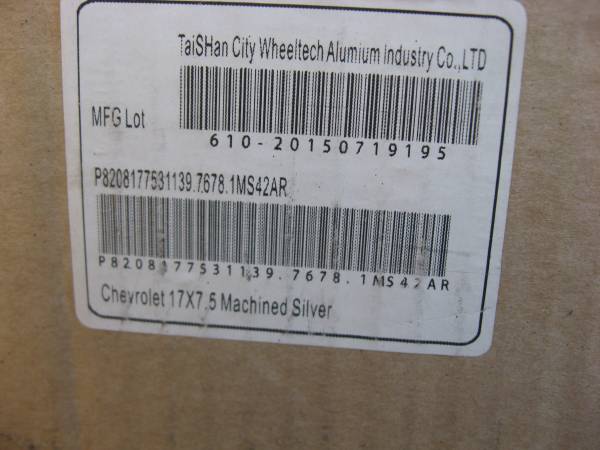 TaiSHan City Wheeltech Alumium Industry Co.,LTD
MFG Lot
610-20150719195
P8208177531139.7678.1MS42AR
P8208177531139.7678.1MS42AR
Chevrolet 17X7.5 Machined Silver